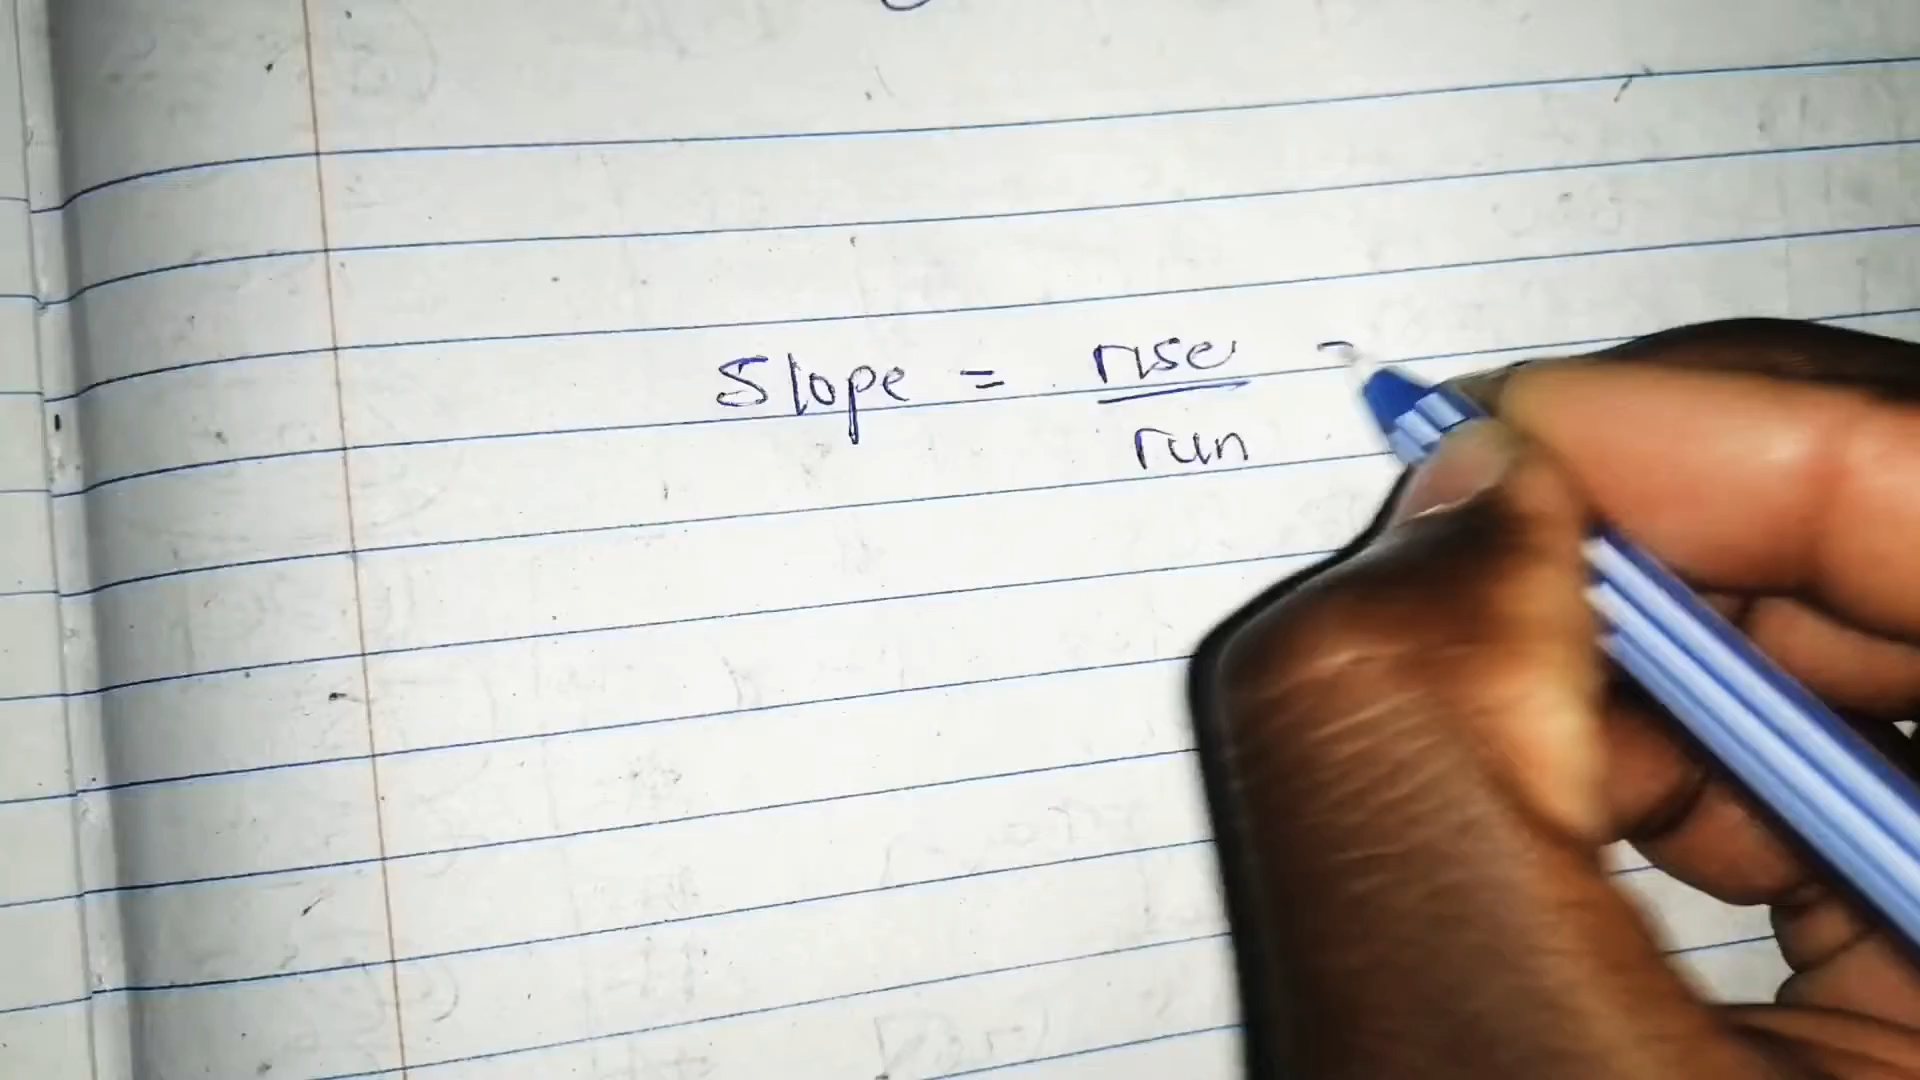 Slope = rise
run